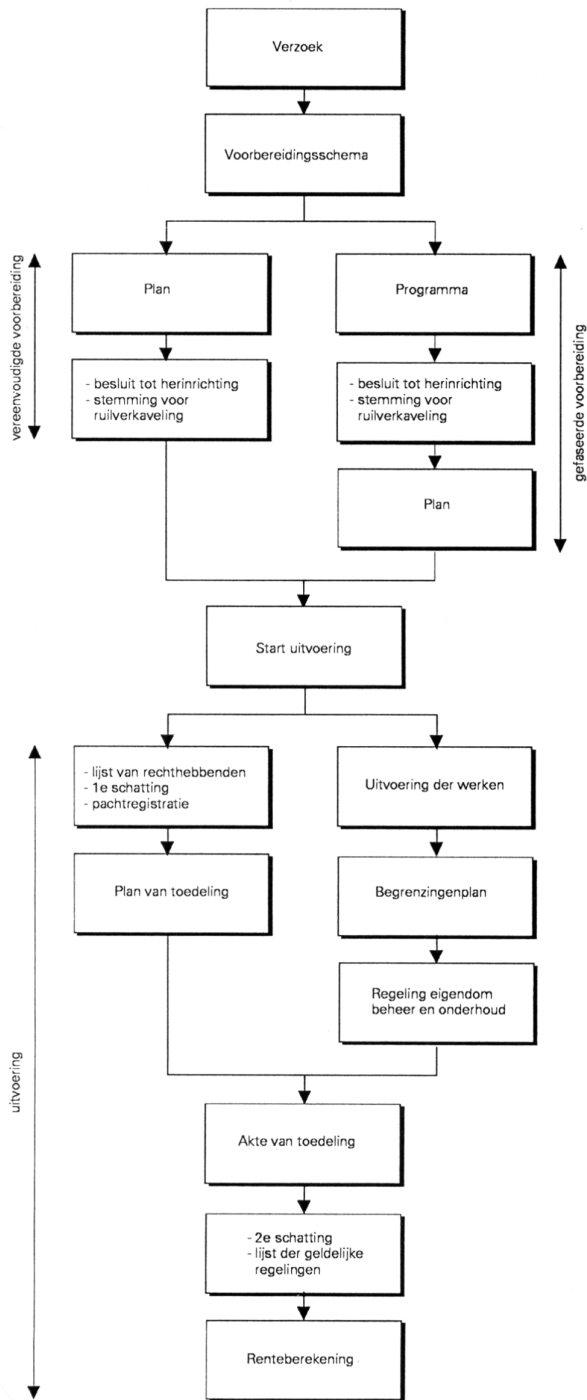 Verzoek
Voorbereidingsschema
vereenvoudigde voorbereiding
Plan
- besluit tot herinrichting
- stemming voor
ruilverkaveling
Programma
- besluit tot herinrichting
- stemming voor
ruilverkaveling
Plan
gefaseerde voorbereiding
Start uitvoering
uitvoering
- lijst van rechthebbenden
- 1e schatting
- pachtregistratie
Plan van toedeling
Uitvoering der werken
Begrenzingenplan
Regeling eigendom
beheer en onderhoud
Akte van toedeling
- 2e schatting
- lijst der geldelijke
regelingen
Renteberekening